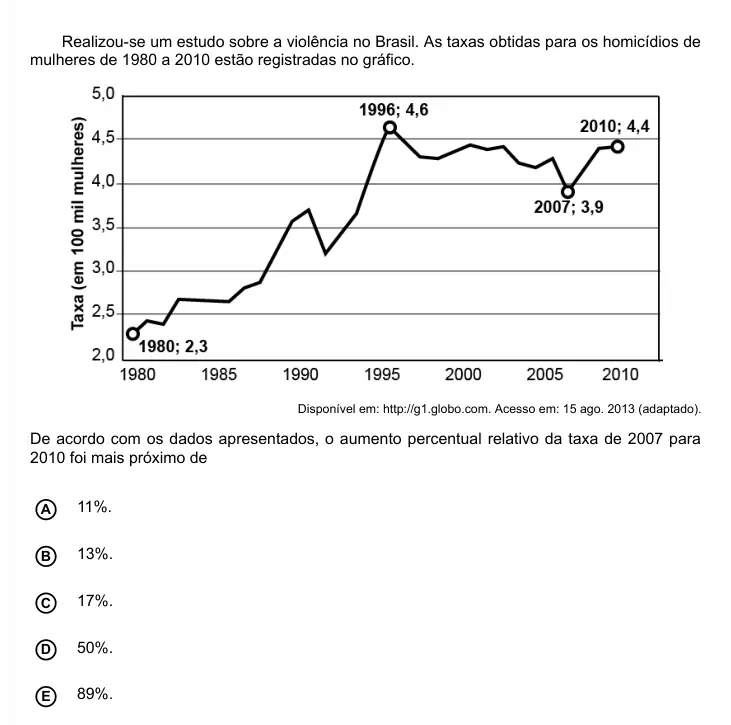 Realizou-se um estudo sobre a violência no Brasil. As taxas obtidas para os homicídios de
mulheres de 1980 a 2010 estão registradas no gráfico.
Taxa (em 100 mil mulheres)
5,0
4,5
4,0
3,5
3,0
2,5
2,0
1996; 4,6
2010; 4,4
2007; 3,9
1980; 2,3
1980 1985 1990 1995 2000 2005 2010
Disponível em: http://g1.globo.com. Acesso em: 15 ago. 2013 (adaptado).
De acordo com os dados apresentados, o aumento percentual relativo da taxa de 2007 para
2010 foi mais próximo de
A 11%.
B 13%.
C 17%.
D 50%.
E 89%.